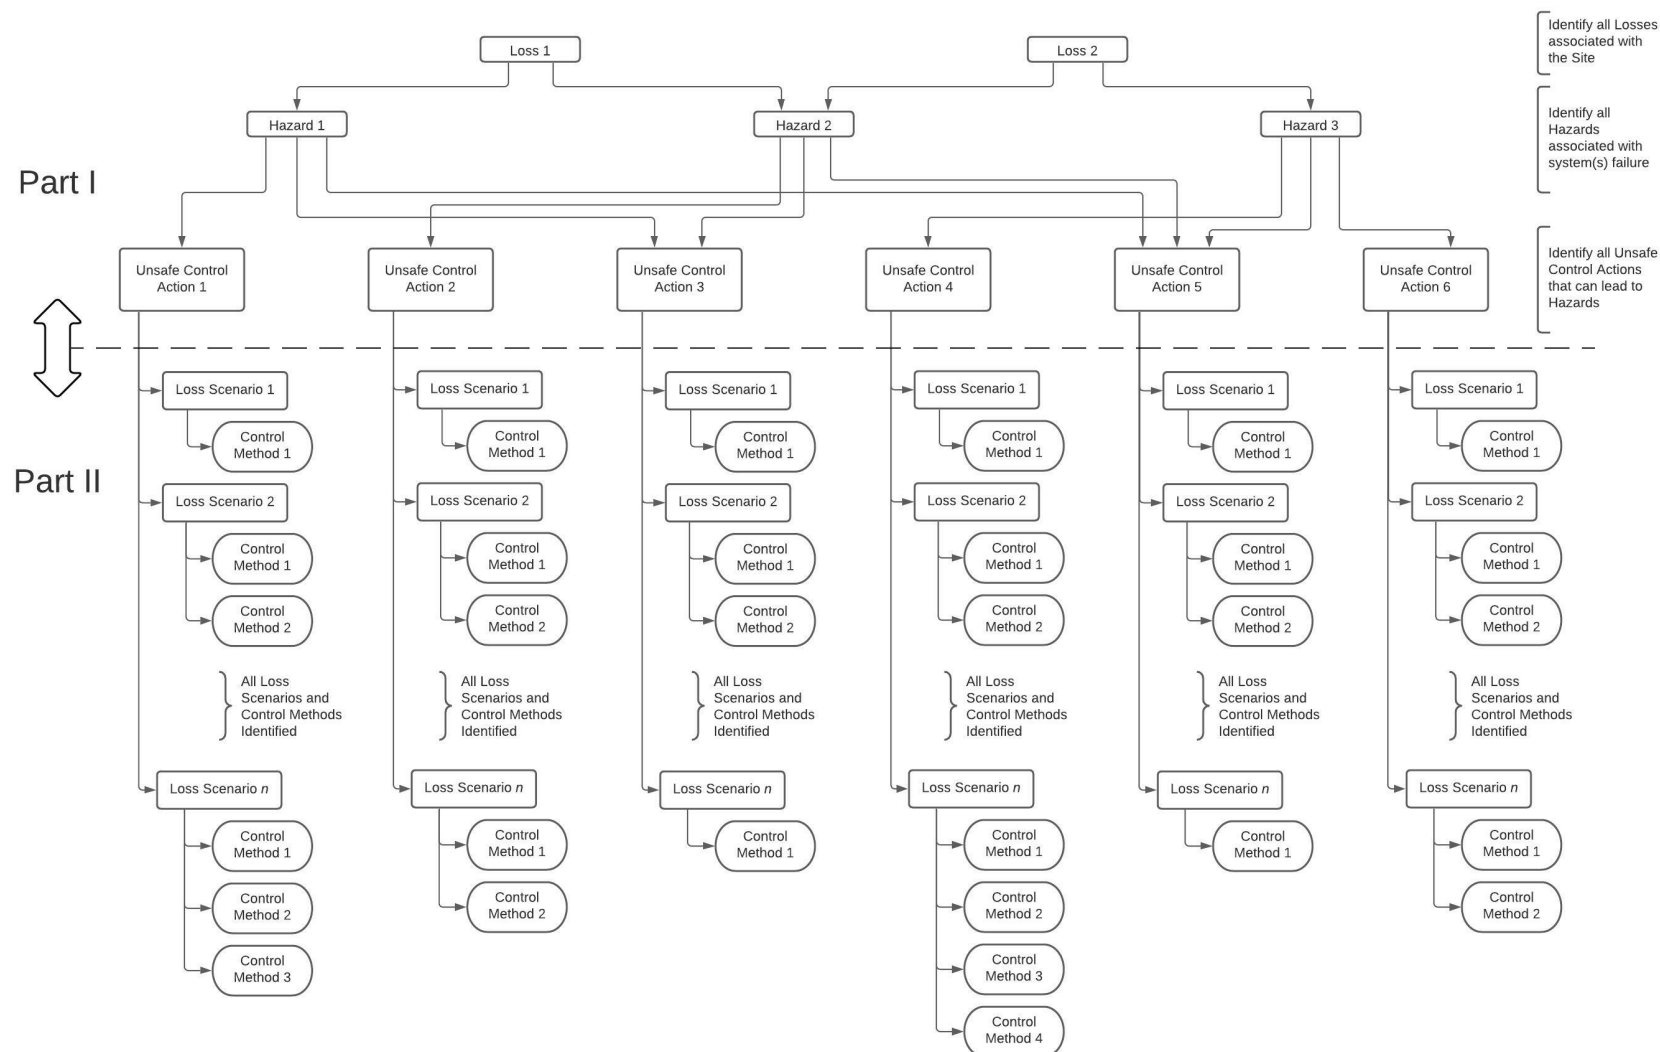 Loss 1
Loss 2
Identify all Losses
associated with
the Site
Hazard 1
Hazard 2
Hazard 3
Identify all
Hazards
associated with
system(s) failure
Part I
Unsafe Control
Action 1
Unsafe Control
Action 2
Unsafe Control
Action 3
Unsafe Control
Action 4
Unsafe Control
Action 5
Unsafe Control
Action 6
Identify all Unsafe
Control Actions
that can lead to
Hazards
Part II
Loss Scenario 1
Control
Method 1
Loss Scenario 2
Control
Method 1
Control
Method 2
All Loss
Scenarios and
Control Methods
Identified
Loss Scenario n
Control
Method 1
Control
Method 2
Control
Method 3
Loss Scenario 1
Control
Method 1
Loss Scenario 2
Control
Method 1
Control
Method 2
All Loss
Scenarios and
Control Methods
Identified
Loss Scenario n
Control
Method 1
Control
Method 2
Loss Scenario 1
Control
Method 1
Loss Scenario 2
Control
Method 1
Control
Method 2
All Loss
Scenarios and
Control Methods
Identified
Loss Scenario n
Control
Method 1
Loss Scenario 1
Control
Method 1
Loss Scenario 2
Control
Method 1
Control
Method 2
All Loss
Scenarios and
Control Methods
Identified
Loss Scenario n
Control
Method 1
Control
Method 2
Control
Method 3
Control
Method 4
Loss Scenario 1
Control
Method 1
Loss Scenario 2
Control
Method 1
Control
Method 2
All Loss
Scenarios and
Control Methods
Identified
Loss Scenario n
Control
Method 1
Loss Scenario 1
Control
Method 1
Loss Scenario 2
Control
Method 1
Control
Method 2
All Loss
Scenarios and
Control Methods
Identified
Loss Scenario n
Control
Method 1
Control
Method 2